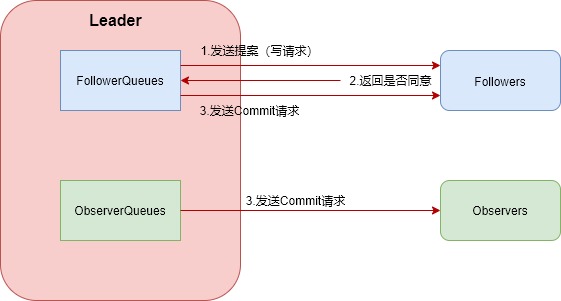 Leader
1.发送提案（写请求）
FollowerQueues
2.返回是否同意
Followers
3.发送Commit请求
ObserverQueues
3.发送Commit请求
Observers